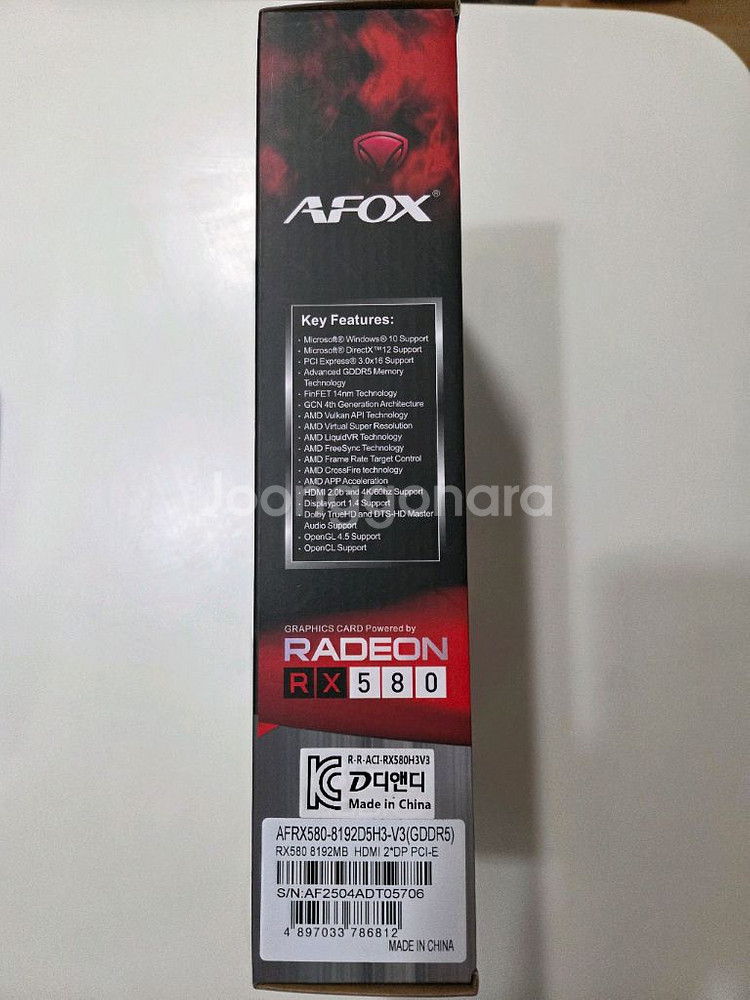 AFOX®
Key Features:
- Microsoft® Windows® 10 Support
- Microsoft® DirectX™12 Support
- PCI Express® 3.0x16 Support
- Advanced GDDR5 Memory
Technology
- FinFET 14nm Technology
- GCN 4th Generation Architecture
- AMD Vulkan API Technology
- AMD Virtual Super Resolution
- AMD LiquidVR Technology
- AMD FreeSync Technology
- AMD Frame Rate Target Control
- AMD CrossFire technology
- AMD APP Acceleration
- HDMI 2.0b and 4K/60hz Support
- Displayport 1.4 Support
- Dolby TrueHD and DTS-HD Master
Audio Support
- OpenGL 4.5 Support
- OpenCL Support
Joonggonara
GRAPHICS CARD Powered by
RADEON
RX 580
R-R-ACI-RX580H3V3
D디앤디
Made in China
AFRX580-8192D5H3-V3(GDDR5)
RX580 8192MB HDMI 2*DP PCI-E
S/N:AF2504ADT05706
4 897033 786812
MADE IN CHINA